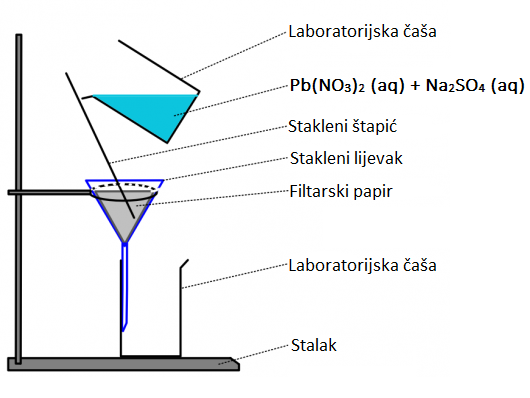 Laboratorijska čaša
Pb(NO₃)₂ (aq) + Na₂SO₄ (aq)
Stakleni štapić
Stakleni lijevak
Filtarski papir
Laboratorijska čaša
Stalak